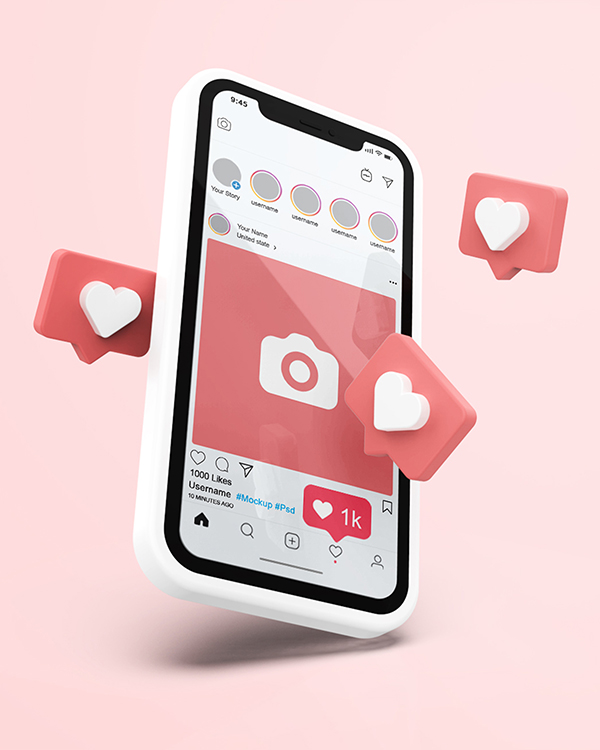 9:45
Your Story
username
username
username
username
Your Name
United state >
1000 Likes
Username #Mockup #Psd
10 MINUTES AGO
1k